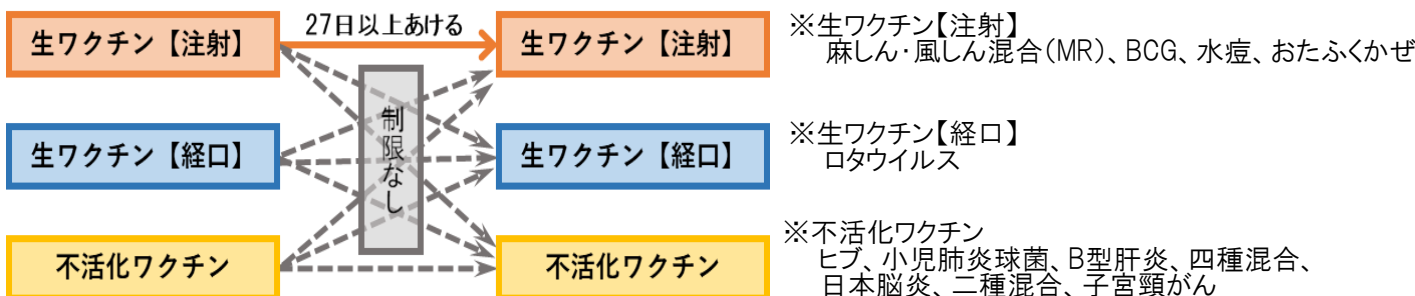 生ワクチン【注射】
27日以上あける
生ワクチン【注射】
※生ワクチン【注射】
麻しん・風しん混合(MR)、BCG、水痘、おたふくかぜ
制限なし
生ワクチン【経口】
生ワクチン【経口】
※生ワクチン【経口】
ロタウイルス
不活化ワクチン
不活化ワクチン
※不活化ワクチン
ヒブ、小児肺炎球菌、B型肝炎、四種混合、
日本脳炎、二種混合、子宮頸がん